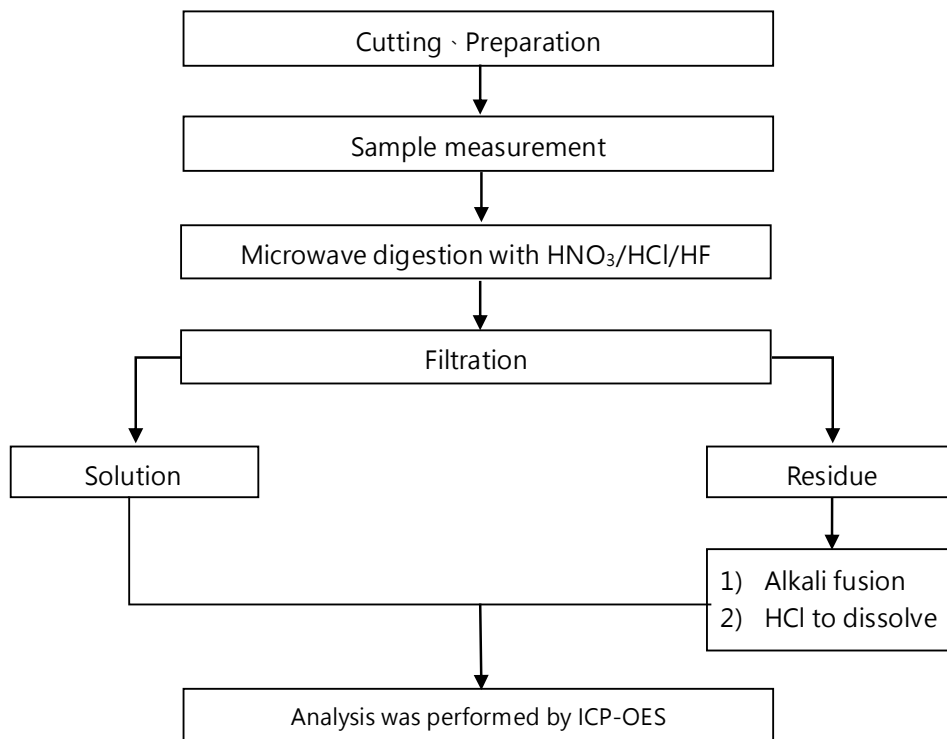 Cutting、Preparation
Sample measurement
Microwave digestion with HNO₃/HCl/HF
Filtration
Solution
Residue
1) Alkali fusion
2) HCl to dissolve
Analysis was performed by ICP-OES